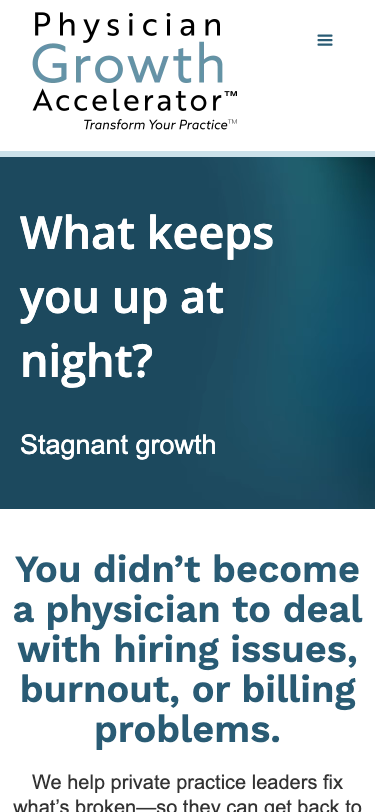 Physician
Growth
Accelerator™
Transform Your Practice™
What keeps
you up at
night?
Stagnant growth
You didn’t become
a physician to deal
with hiring issues,
burnout, or billing
problems.
We help private practice leaders fix
what’s broken—so they can get back to